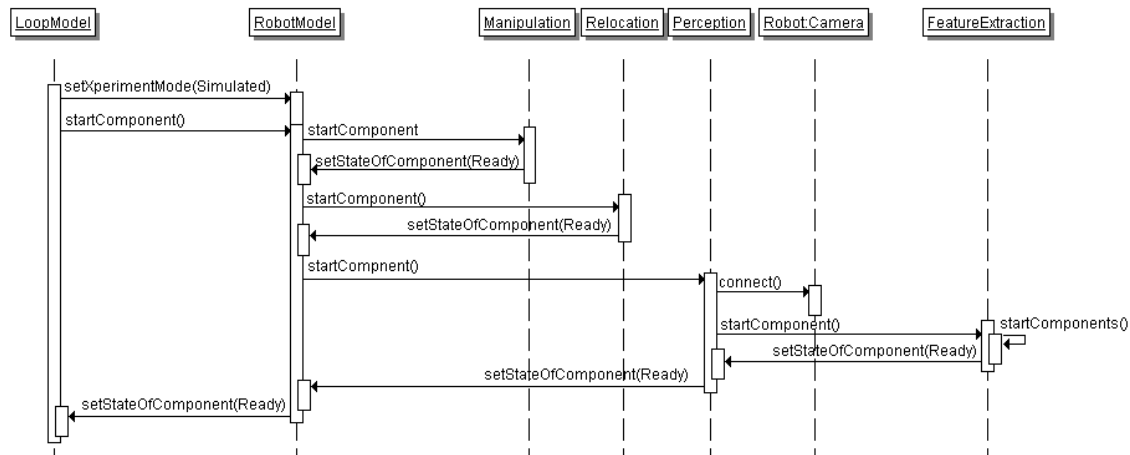 LoopModel
RobotModel
Manipulation
Relocation
Perception
Robot:Camera
FeatureExtraction
setXperimentMode(Simulated)
startComponent()
startComponent
setStateOfComponent(Ready)
startComponent()
setStateOfComponent(Ready)
startCompnent()
connect()
startComponent()
startComponents()
setStateOfComponent(Ready)
setStateOfComponent(Ready)
setStateOfComponent(Ready)